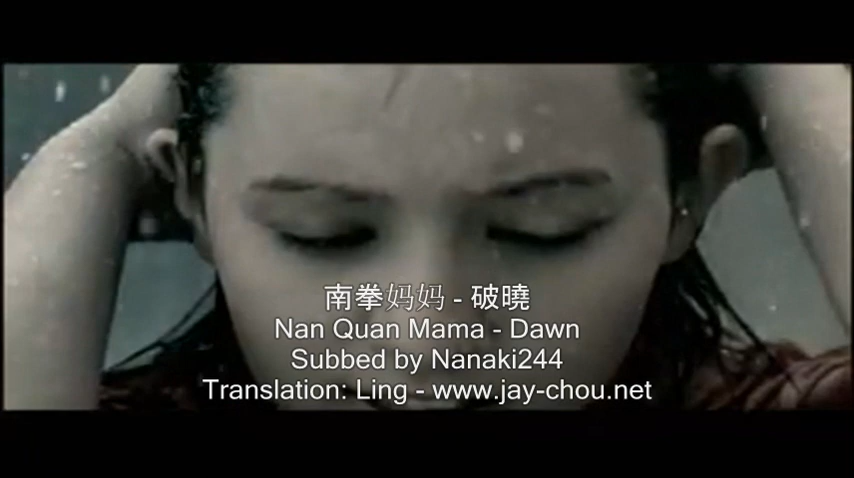 南拳妈妈 - 破曉
Nan Quan Mama - Dawn
Subbed by Nanaki244
Translation: Ling - www.jay-chou.net